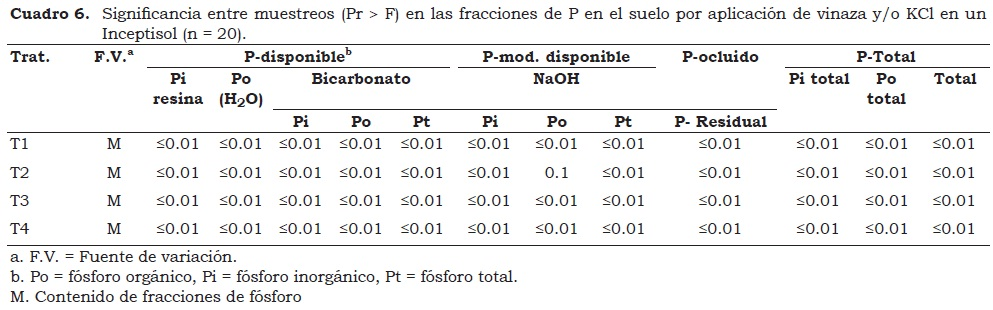 Cuadro 6. Significancia entre muestreos (Pr > F) en las fracciones de P en el suelo por aplicación de vinaza y/o KCl en un
Inceptisol (n = 20).
Trat. F.V.a P-disponibleb P-mod. disponible P-ocluido P-Total
Pi resina Po (H2O) Bicarbonato NaOH Pi total Po total Total
Pi Po Pt Pi Po Pt P- Residual
T1 M ≤0.01 ≤0.01 ≤0.01 ≤0.01 ≤0.01 ≤0.01 ≤0.01 ≤0.01 ≤0.01 ≤0.01 ≤0.01 ≤0.01
T2 M ≤0.01 ≤0.01 ≤0.01 ≤0.01 ≤0.01 ≤0.01 0.1 ≤0.01 ≤0.01 ≤0.01 ≤0.01 ≤0.01
T3 M ≤0.01 ≤0.01 ≤0.01 ≤0.01 ≤0.01 ≤0.01 ≤0.01 ≤0.01 ≤0.01 ≤0.01 ≤0.01 ≤0.01
T4 M ≤0.01 ≤0.01 ≤0.01 ≤0.01 ≤0.01 ≤0.01 ≤0.01 ≤0.01 ≤0.01 ≤0.01 ≤0.01 ≤0.01
a. F.V. = Fuente de variación.
b. Po = fósforo orgánico, Pi = fósforo inorgánico, Pt = fósforo total.
M. Contenido de fracciones de fósforo